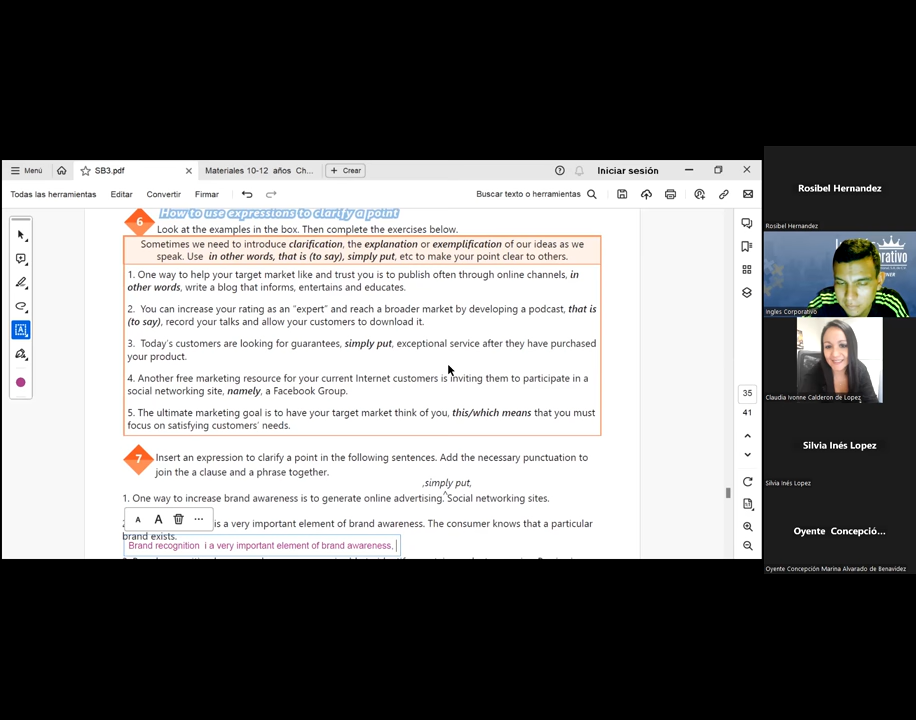 Menú
SB3.pdf
Materiales 10-12 años Ch...
+ Crear
Iniciar sesión
Todas las herramientas
Editar
Convertir
Firmar
Buscar texto o herramientas
6
How to use expressions to clarify a point
Look at the examples in the box. Then complete the exercises below.
Sometimes we need to introduce clarification, the explanation or exemplification of our ideas as we
speak. Use in other words, that is (to say), simply put, etc to make your point clear to others.
1. One way to help your target market like and trust you is to publish often through online channels, in
other words, write a blog that informs, entertains and educates.
2. You can increase your rating as an "expert" and reach a broader market by developing a podcast, that is
(to say), record your talks and allow your customers to download it.
3. Today's customers are looking for guarantees, simply put, exceptional service after they have purchased
your product.
4. Another free marketing resource for your current Internet customers is inviting them to participate in a
social networking site, namely, a Facebook Group.
5. The ultimate marketing goal is to have your target market think of you, this/which means that you must
focus on satisfying customers' needs.
7
Insert an expression to clarify a point in the following sentences. Add the necessary punctuation to
join the a clause and a phrase together.
,simply put,
1. One way to increase brand awareness is to generate online advertising.^Social networking sites.
is a very important element of brand awareness. The consumer knows that a particular
brand exists.
A A
Brand recognition i a very important element of brand awareness,
35
41
Rosibel Hernandez
Rosibel Hernandez
Ingles Corporativo
Claudia Ivonne Calderon de Lopez
Silvia Inés Lopez
Silvia Inés Lopez
Oyente Concepció...
Oyente Concepción Marina Alvarado de Benavidez